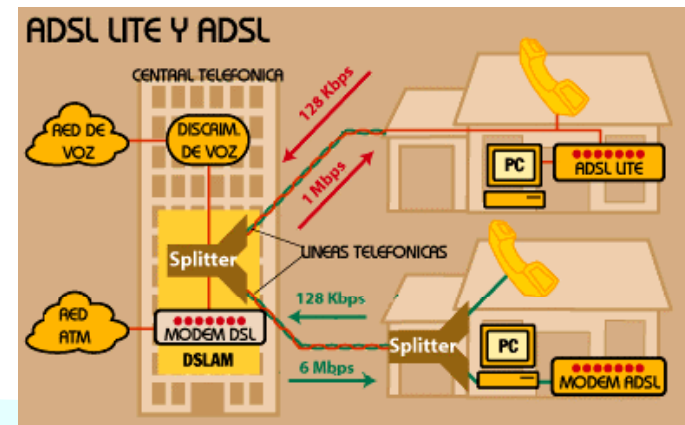 ADSL LITE Y ADSL
CENTRAL TELEFONICA
RED DE
VOZ
DISCRIM.
DE VOZ
128 Kbps
1 Mbps
PC
ADSL LITE
Splitter
LINEAS TELEFONICAS
RED
ATM
MODEM DSL
DSLAM
128 Kbps
6 Mbps
Splitter
PC
MODEM ADSL